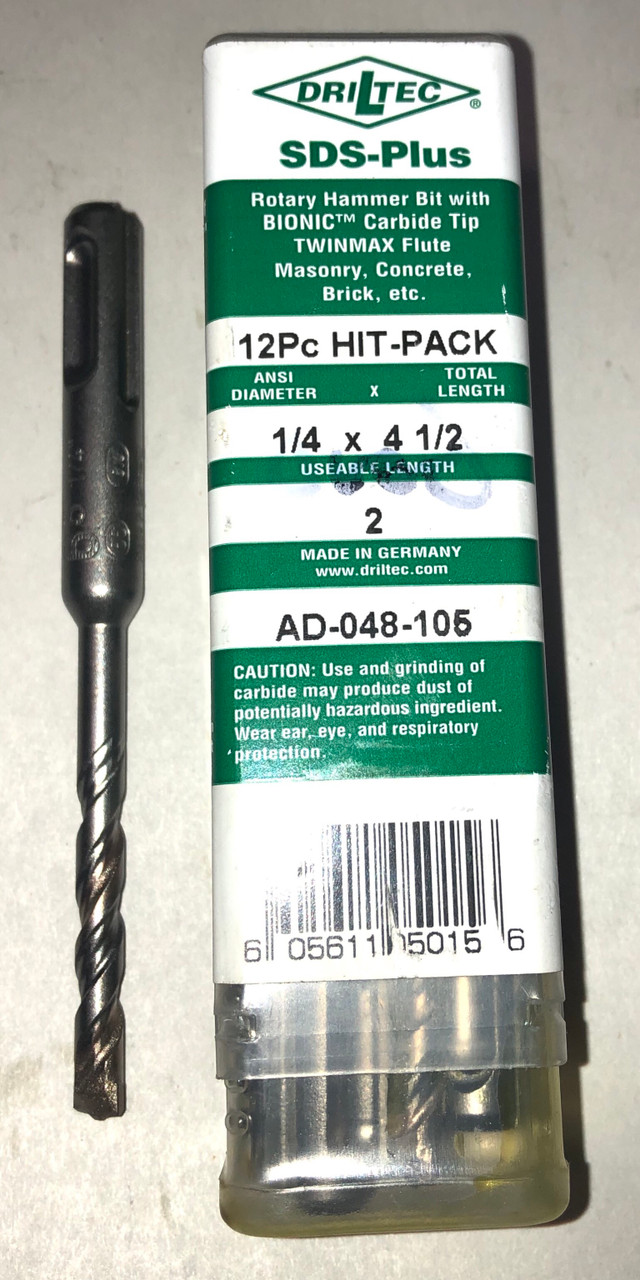 DRILTEC®
SDS-Plus
Rotary Hammer Bit with
BIONIC™ Carbide Tip
TWINMAX Flute
Masonry, Concrete,
Brick, etc.
12Pc HIT-PACK
ANSI DIAMETER X TOTAL LENGTH
1/4 x 4 1/2
USEABLE LENGTH
2
MADE IN GERMANY
www.driltec.com
AD-048-105
CAUTION: Use and grinding of
carbide may produce dust of
potentially hazardous ingredient.
Wear ear, eye, and respiratory
protection.
6 05611 05015 6